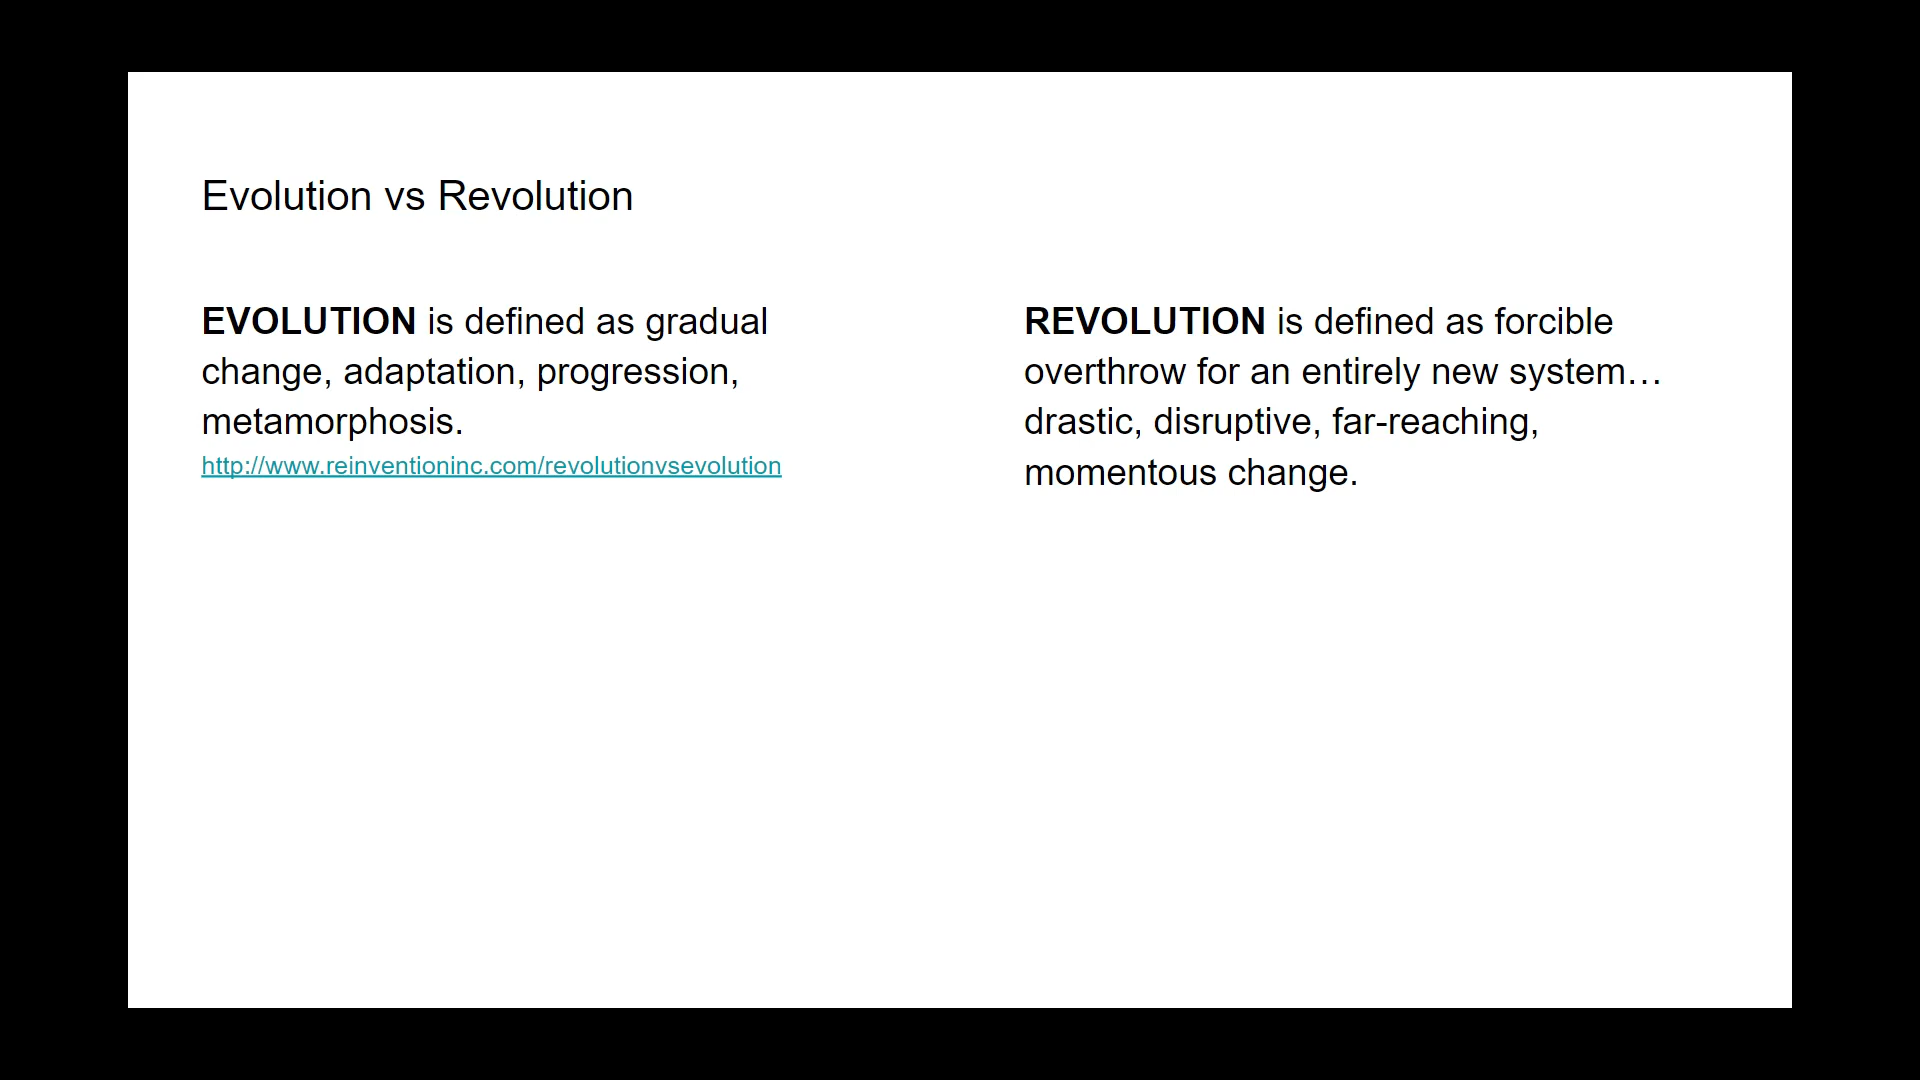 Evolution vs Revolution
EVOLUTION is defined as gradual
change, adaptation, progression,
metamorphosis.
http://www.reinventioninc.com/revolutionvsevolution
REVOLUTION is defined as forcible
overthrow for an entirely new system…
drastic, disruptive, far-reaching,
momentous change.